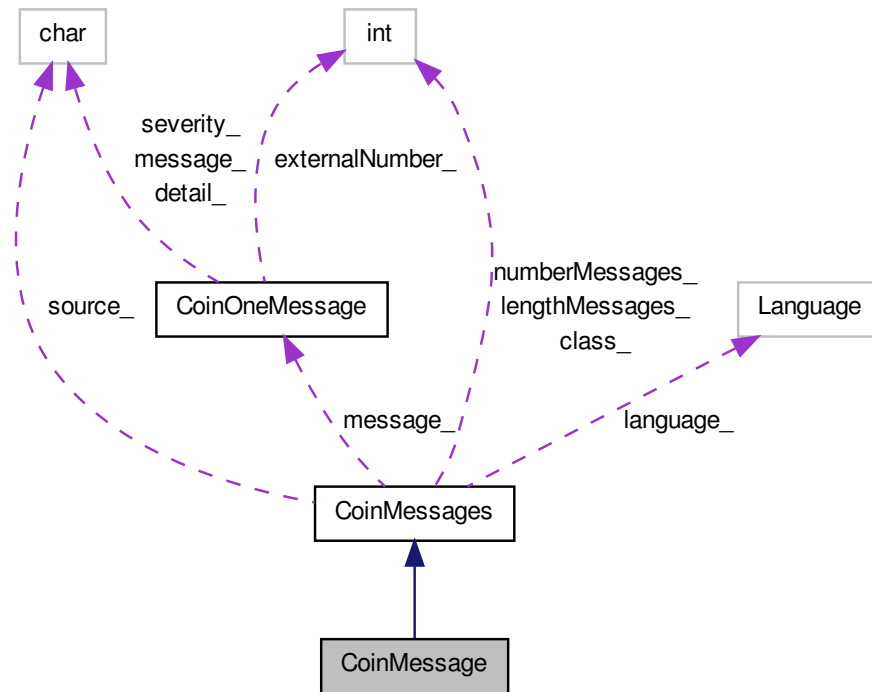 char
int
severity_
message_
detail_
externalNumber_
numberMessages_
lengthMessages_
class_
source_
CoinOneMessage
Language
message_
language_
CoinMessages
CoinMessage